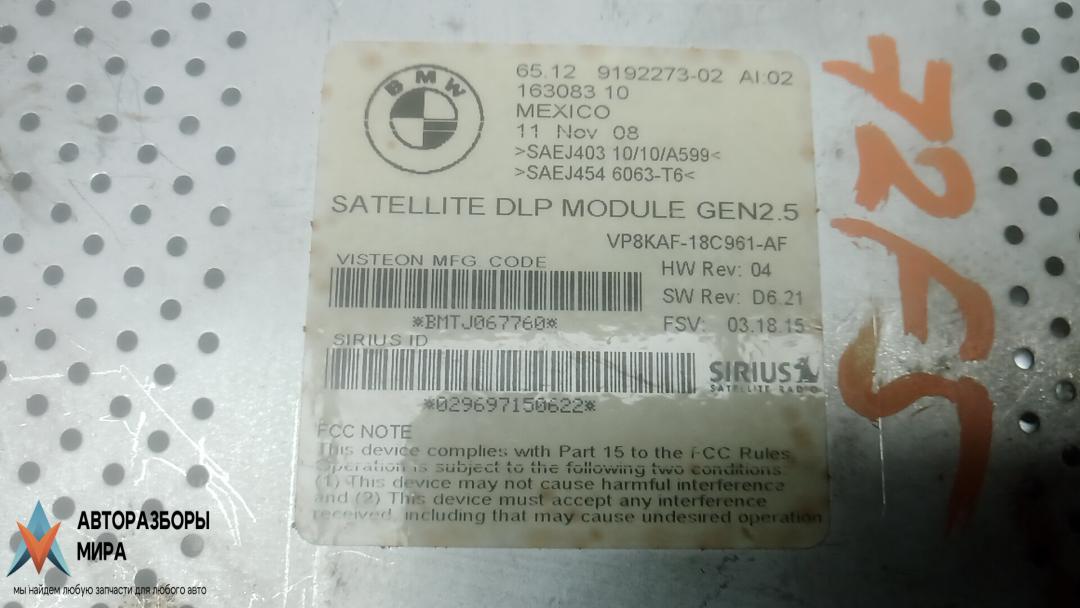 BMW
65.12 9192273-02 AI:02
163083 10
MEXICO
11 Nov 08
>SAEJ403 10/10/A599<
>SAEJ454 6063-T6<
SATELLITE DLP MODULE GEN2.5
VP8KAF-18C961-AF
VISTEON MFG. CODE
HW Rev: 04
SW Rev: D6.21
*BMTJ067760*
FSV: 03.18.15
SIRIUS ID
SIRIUS
SATELLITE RADIO
*029697150622*
FCC NOTE
This device complies with Part 15 to the FCC Rules.
Operation is subject to the following two conditions:
(1) This device may not cause harmful interference
and (2) This device must accept any interference
received, including that may cause undesired operation
72F5
АВТОРАЗБОРЫ
МИРА
мы найдем любую запчасти для любого авто